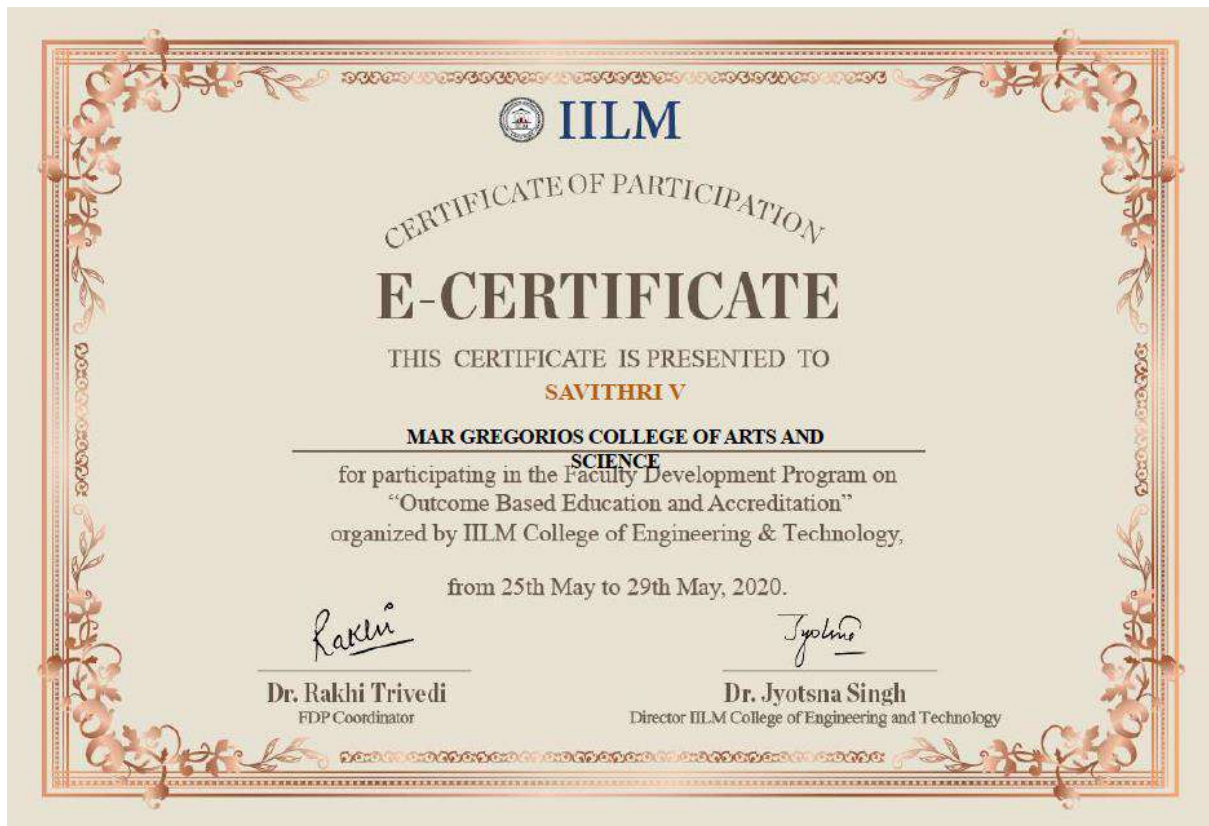 IILM
CERTIFICATE OF PARTICIPATION
E-CERTIFICATE
THIS CERTIFICATE IS PRESENTED TO
SAVITHRI V
MAR GREGORIOS COLLEGE OF ARTS AND
SCIENCE
for participating in the Faculty Development Program on
“Outcome Based Education and Accreditation”
organized by IILM College of Engineering & Technology,
from 25th May to 29th May, 2020.
Rakhi
Jyotsna
Dr. Rakhi Trivedi
Dr. Jyotsna Singh
FDP Coordinator
Director IILM College of Engineering and Technology